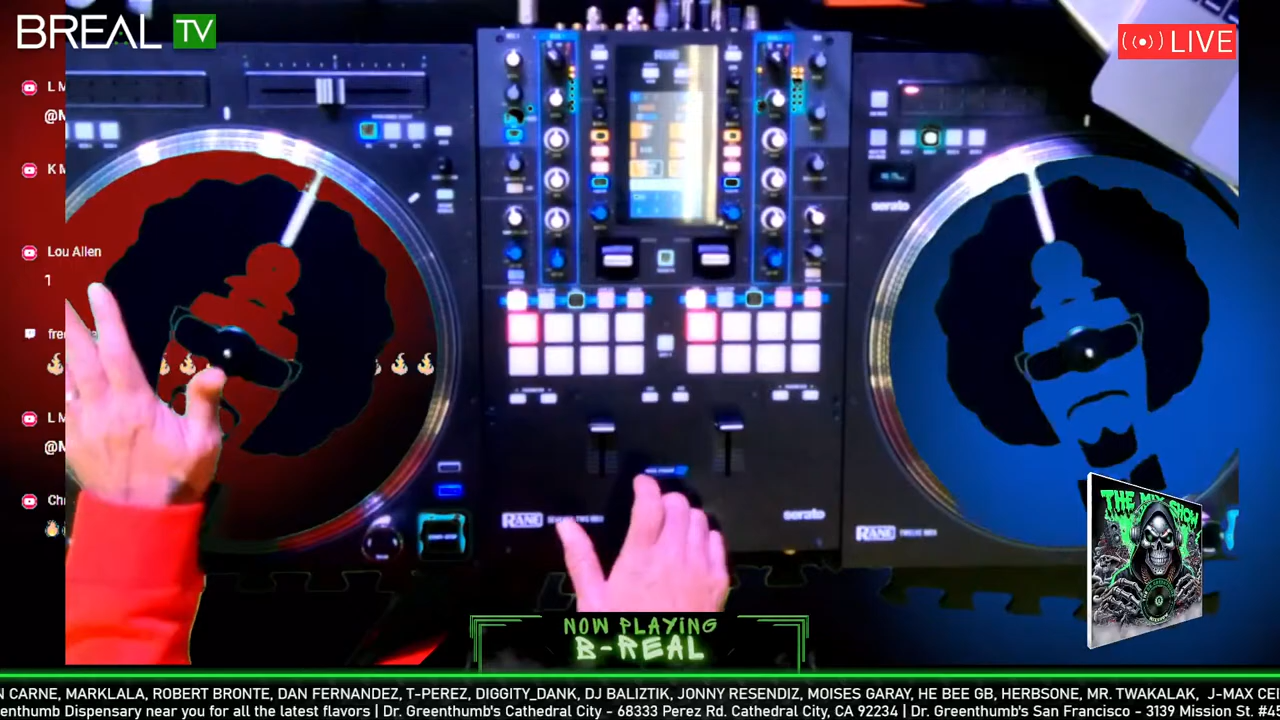 BREAL TV
LIVE
L M
@M
K M
Lou Allen
1
L M
@M
Ch
serato
RANE
serato
RANE
THE MIX SHOW
NOW PLAYING
B-REAL
N CARNE, MARKLALA, ROBERT BRONTE, DAN FERNANDEZ, T-PEREZ, DIGGITY_DANK, DJ BALIZTIK, JONNY RESENDIZ, MOISES GARAY, HE BEE GB, HERBSONE, MR. TWAKALAK, J-MAX CE
enthumb Dispensary near you for all the latest flavors | Dr. Greenthumb's Cathedral City - 68333 Perez Rd. Cathedral City, CA 92234 | Dr. Greenthumb's San Francisco - 3139 Mission St. #45